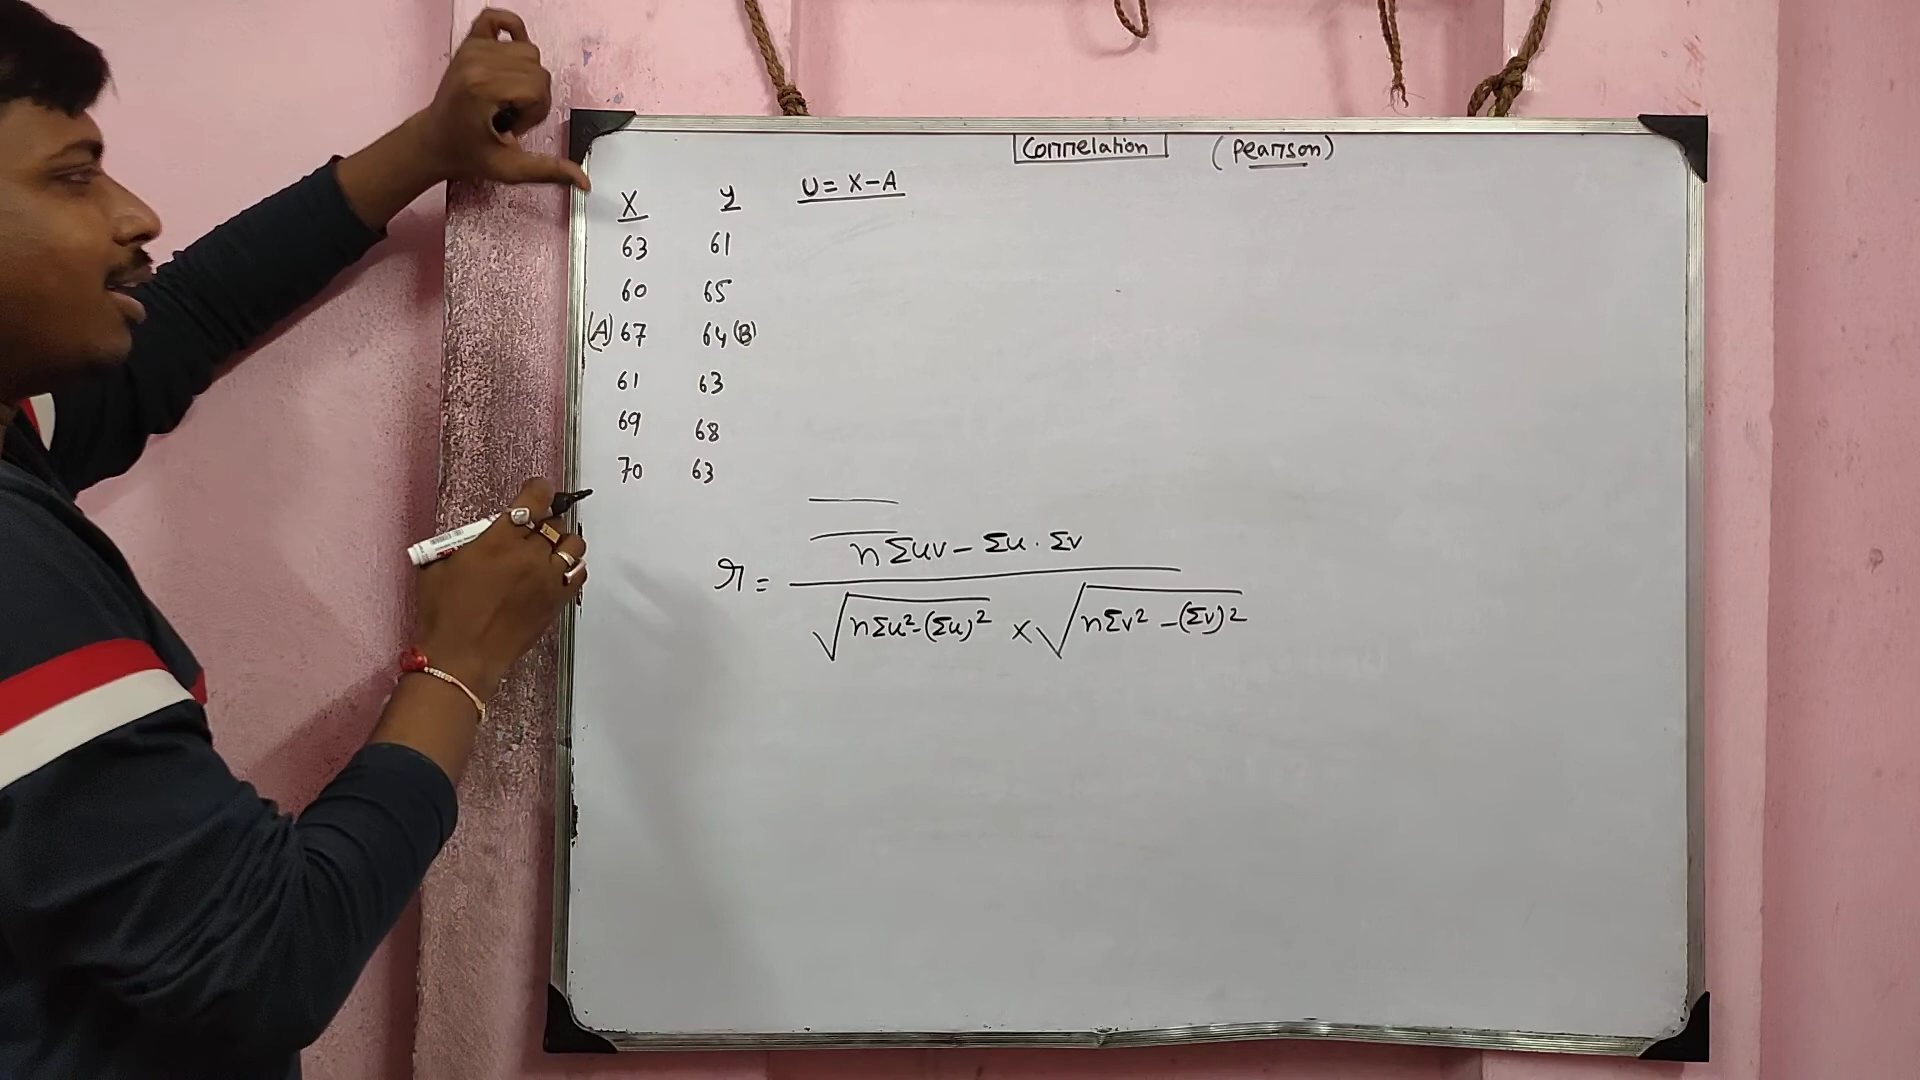 Correlation (Pearson)
X y U = X-A
63 61
60 65
(A) 67 64 (B)
61 63
69 68
70 63
r = nΣuv - Σu . Σv
√nΣu²-(Σu)² × √nΣv² -(Σv)²